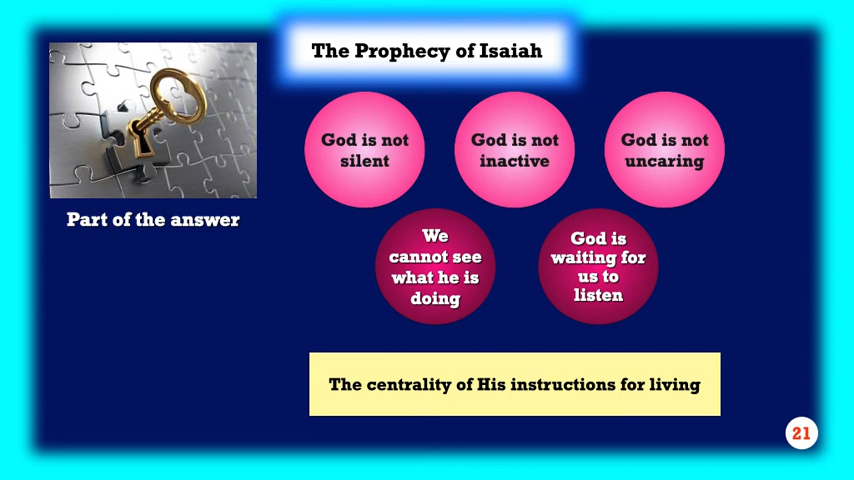 The Prophecy of Isaiah
God is not
silent
God is not
inactive
God is not
uncaring
Part of the answer
We
cannot see
what he is
doing
God is
waiting for
us to
listen
The centrality of His instructions for living
21